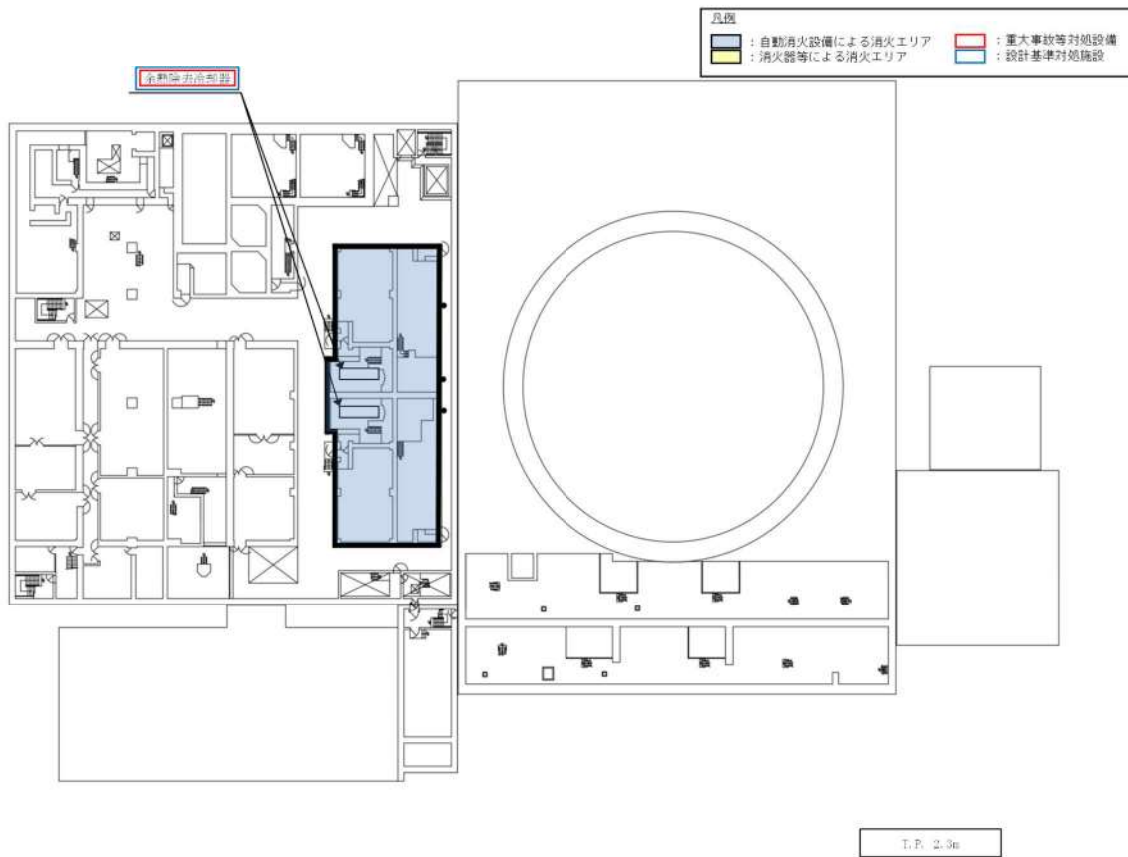 凡例
：自動消火設備による消火エリア
：重大事故等対処設備
：消火器等による消火エリア
：設計基準対処施設
余熱除去冷却器
T.P. 2.3m